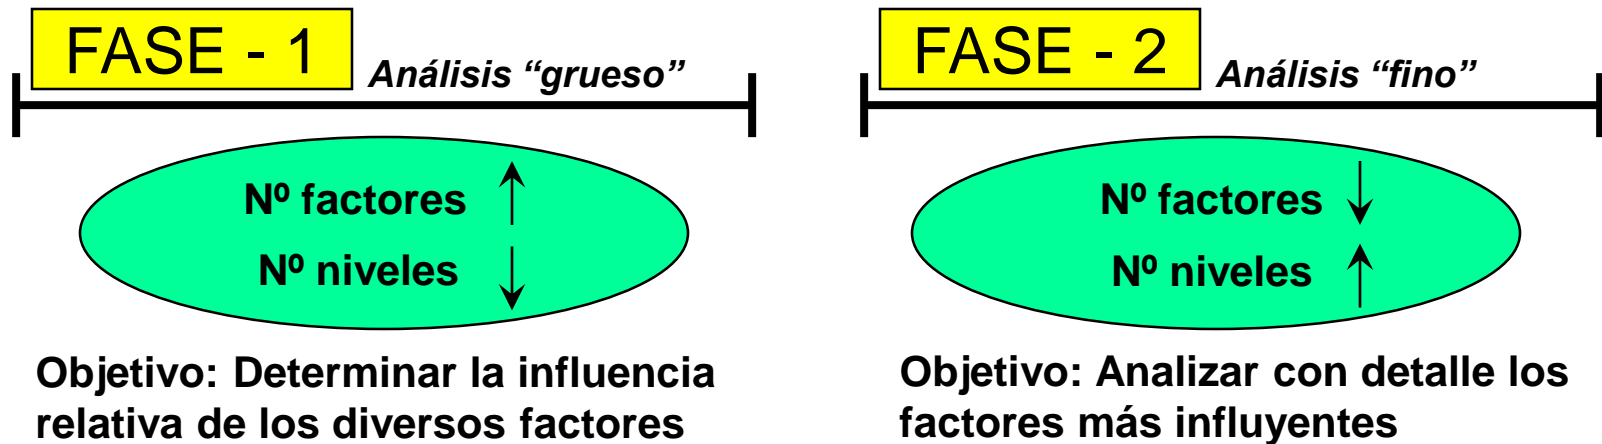 FASE - 1
Análisis “grueso”
Nº factores
Nº niveles
Objetivo: Determinar la influencia
relativa de los diversos factores
FASE - 2
Análisis “fino”
Nº factores
Nº niveles
Objetivo: Analizar con detalle los
factores más influyentes